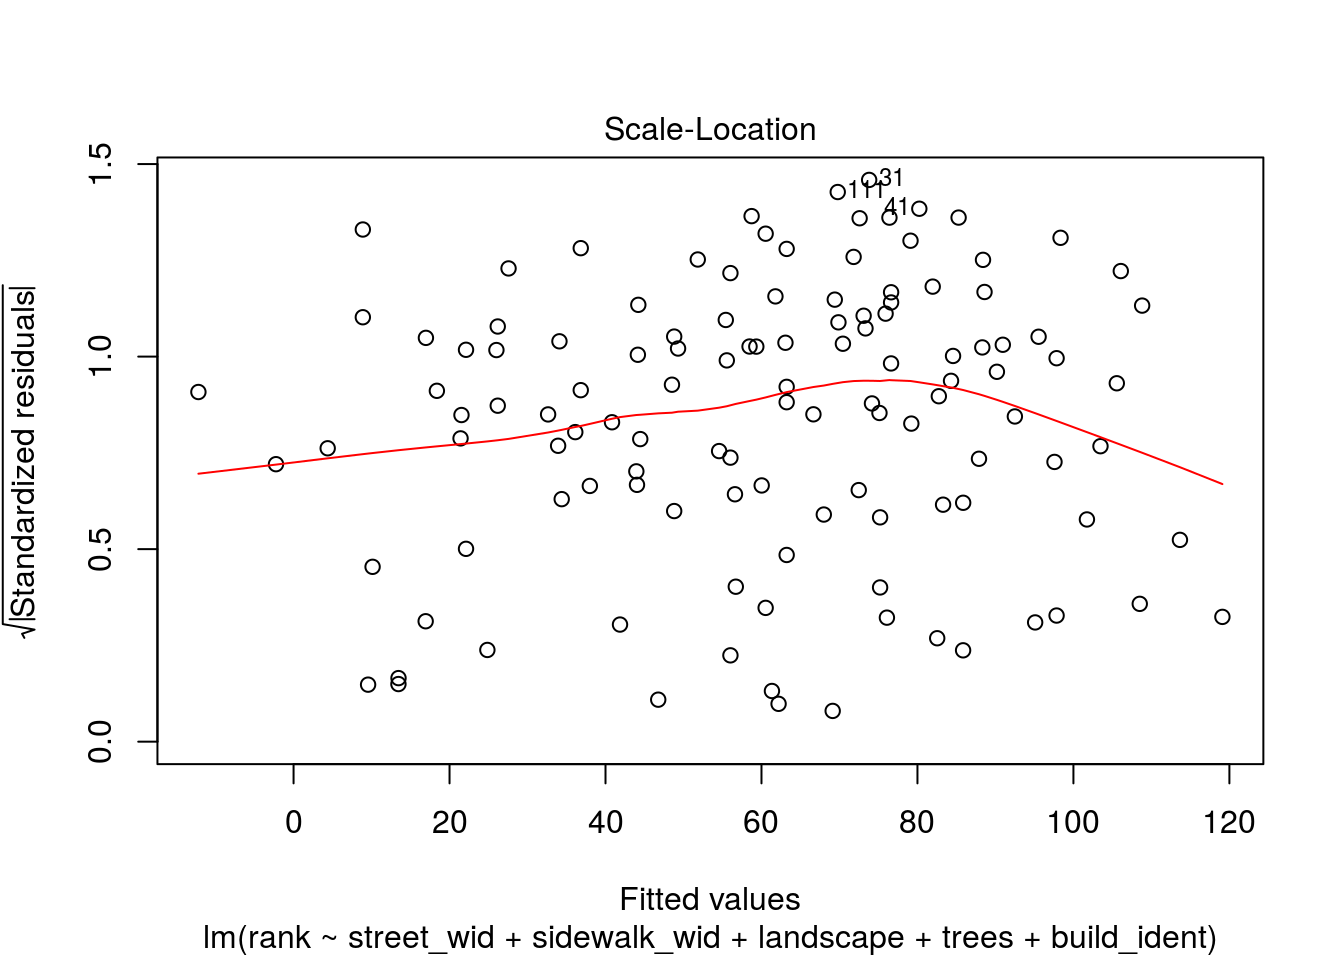 Scale-Location
√|Standardized residuals|
1.5
1.0
0.5
0.0
31
111
41
0 20 40 60 80 100 120
Fitted values
lm(rank ~ street_wid + sidewalk_wid + landscape + trees + build_ident)